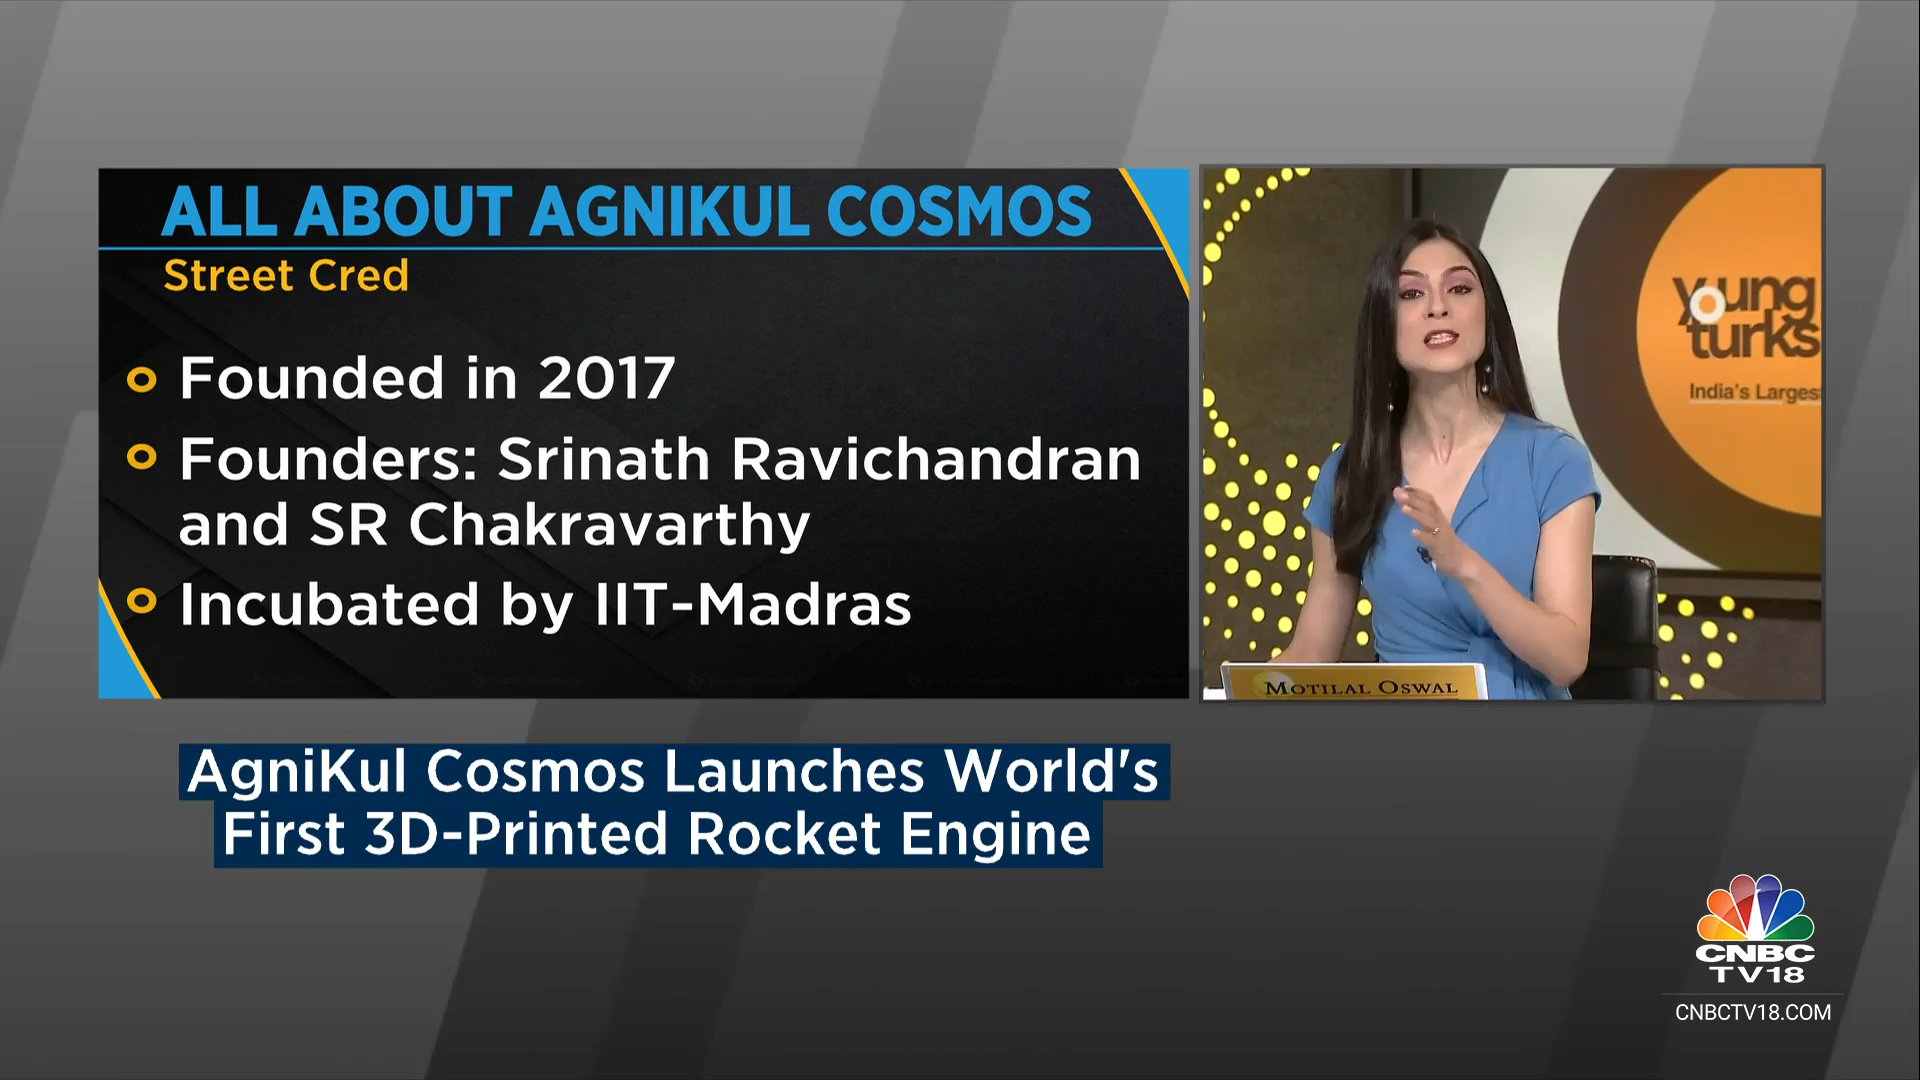 ALL ABOUT AGNIKUL COSMOS
Street Cred
Founded in 2017
Founders: Srinath Ravichandran
and SR Chakravarthy
Incubated by IIT-Madras
young
turks
India's Largest
MOTILAL OSWAL
AgniKul Cosmos Launches World's
First 3D-Printed Rocket Engine
CNBC
TV18
CNBCTV18.COM